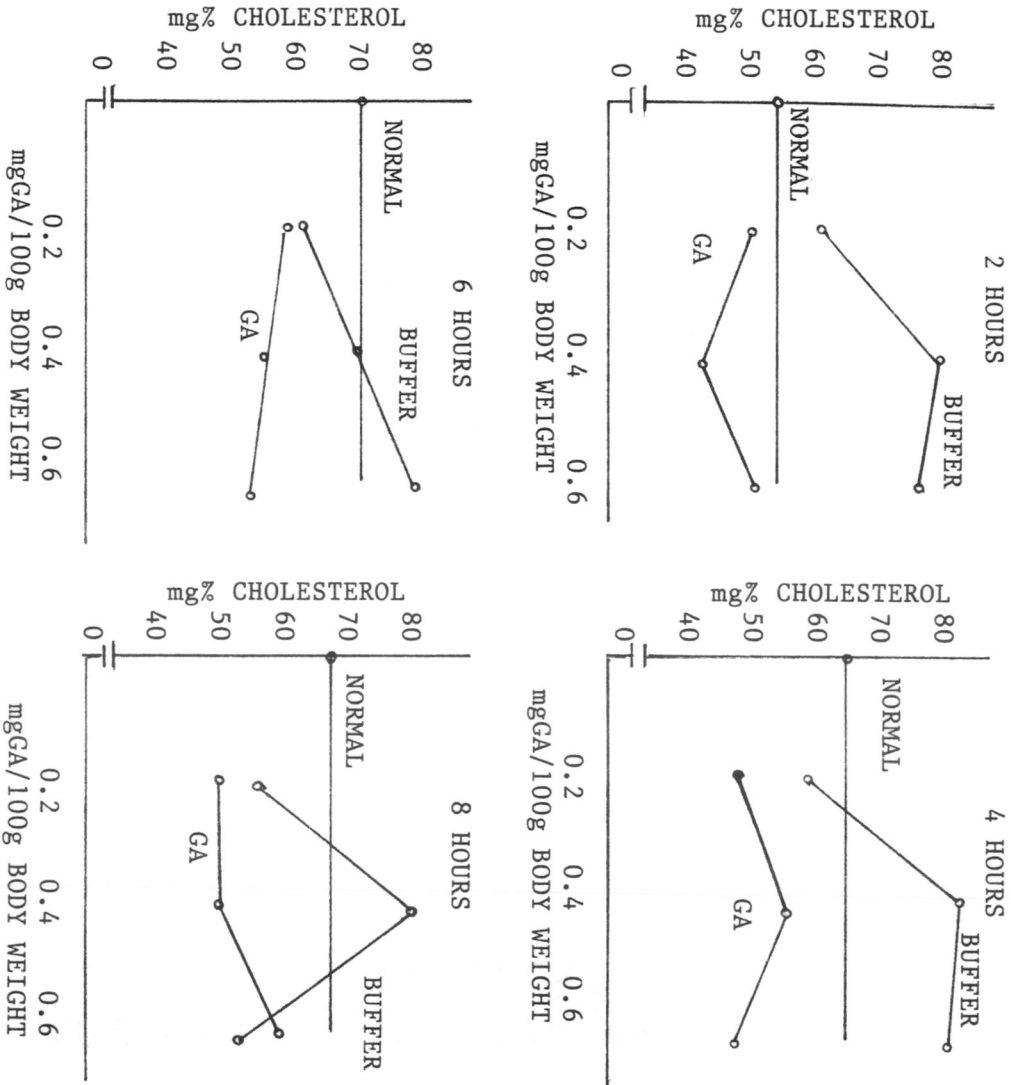 2 HOURS
mg% CHOLESTEROL
80
70
60
50
40
0
BUFFER
NORMAL
GA
0.2 0.4 0.6
mgGA/100g BODY WEIGHT
4 HOURS
mg% CHOLESTEROL
80
70
60
50
40
0
BUFFER
NORMAL
GA
0.2 0.4 0.6
mgGA/100g BODY WEIGHT
6 HOURS
mg% CHOLESTEROL
80
70
60
50
40
0
NORMAL
BUFFER
GA
0.2 0.4 0.6
mgGA/100g BODY WEIGHT
8 HOURS
mg% CHOLESTEROL
80
70
60
50
40
0
NORMAL
BUFFER
GA
0.2 0.4 0.6
mgGA/100g BODY WEIGHT